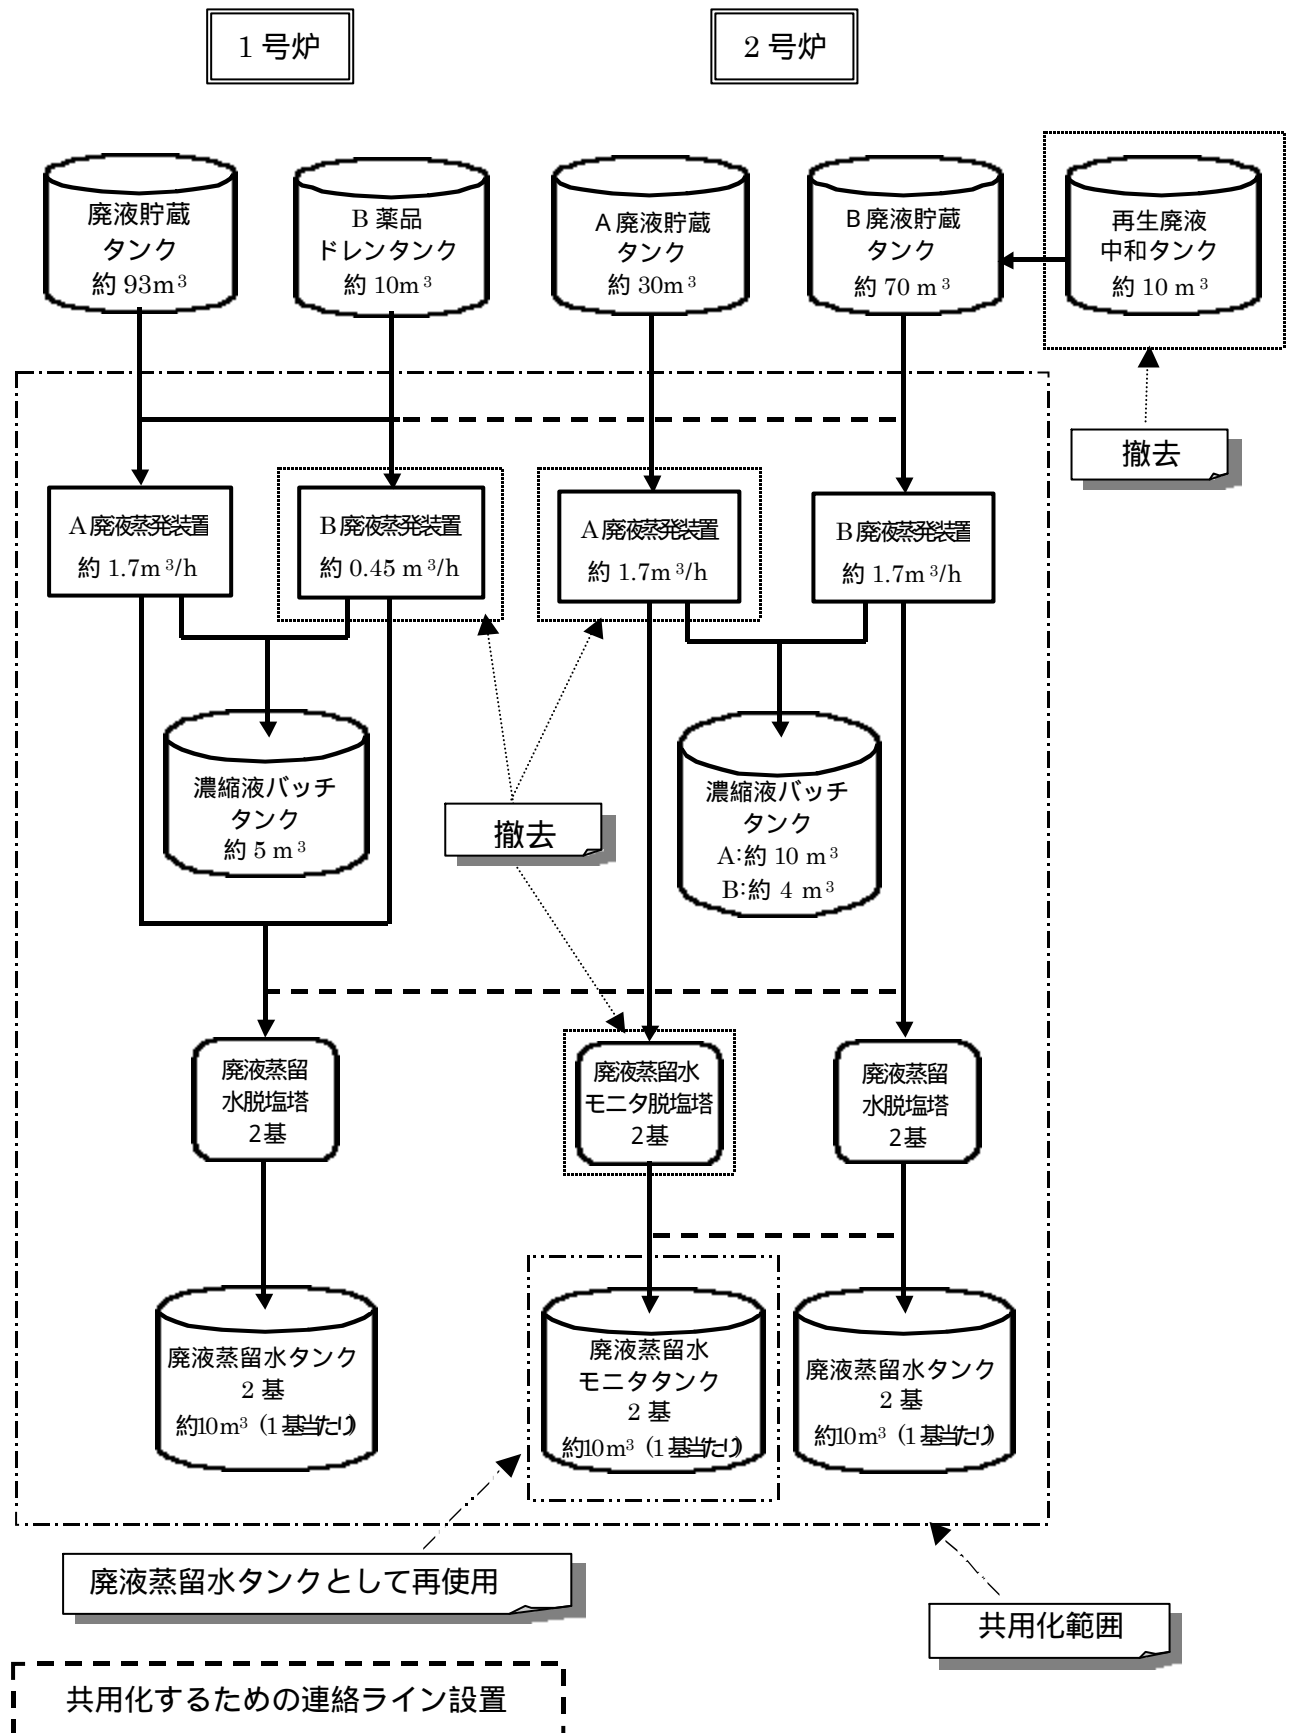 1 号炉
2 号炉
廃液貯蔵
タンク
約 93m³
B 薬品
ドレンタンク
約 10m³
A 廃液貯蔵
タンク
約 30m³
B 廃液貯蔵
タンク
約 70 m³
再生廃液
中和タンク
約 10 m³
撤去
A 廃液蒸発装置
約 1.7m³/h
B 廃液蒸発装置
約 0.45 m³/h
A 廃液蒸発装置
約 1.7m³/h
B 廃液蒸発装置
約 1.7m³/h
濃縮液バッチ
タンク
約 5 m³
撤去
濃縮液バッチ
タンク
A:約 10 m³
B:約 4 m³
廃液蒸留
水脱塩塔
2基
廃液蒸留水
モニタ脱塩塔
2基
廃液蒸留
水脱塩塔
2基
廃液蒸留水タンク
2 基
約10m³ (1 基当たり)
廃液蒸留水
モニタタンク
2 基
約10m³ (1 基当たり)
廃液蒸留水タンク
2 基
約10m³ (1 基当たり)
廃液蒸留水タンクとして再使用
共用化範囲
共用化するための連絡ライン設置